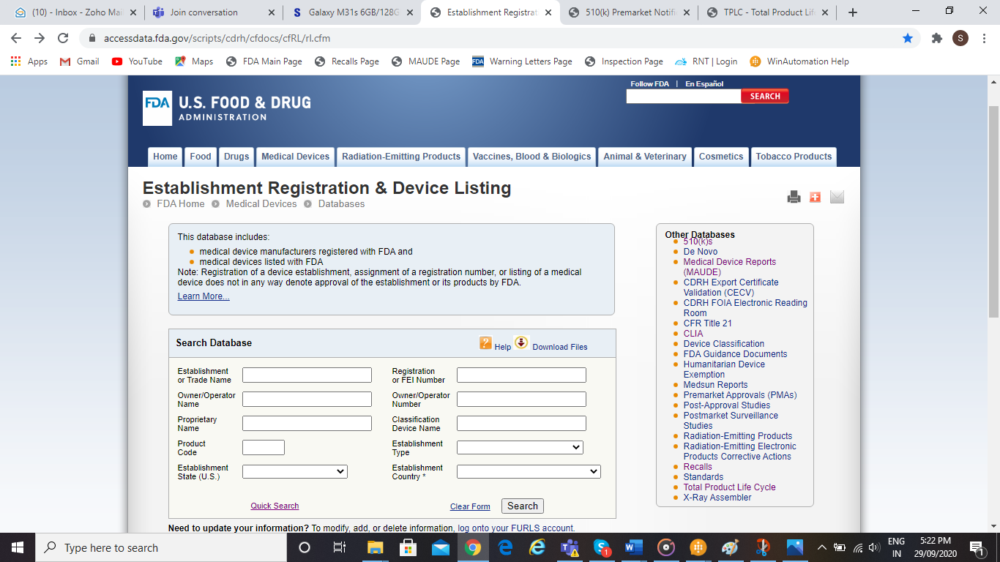 (10) - Inbox - Zoho Mail
Join conversation
Galaxy M31s 6GB/128G
Establishment Registrat
510(k) Premarket Notifi
TPLC - Total Product Lif
accessdata.fda.gov/scripts/cdrh/cfdocs/cfRL/rl.cfm
S
Apps
Gmail
YouTube
Maps
FDA Main Page
Recalls Page
MAUDE Page
FDA Warning Letters Page
Inspection Page
RNT | Login
WinAutomation Help
Follow FDA | En Español
SEARCH
FDA U.S. FOOD & DRUG
ADMINISTRATION
Home
Food
Drugs
Medical Devices
Radiation-Emitting Products
Vaccines, Blood & Biologics
Animal & Veterinary
Cosmetics
Tobacco Products
Establishment Registration & Device Listing
FDA Home Medical Devices Databases
This database includes:
medical device manufacturers registered with FDA and
medical devices listed with FDA
Note: Registration of a device establishment, assignment of a registration number, or listing of a medical
device does not in any way denote approval of the establishment or its products by FDA.
Learn More...
Search Database
? Help
Download Files
Establishment
or Trade Name
Registration
or FEI Number
Owner/Operator
Name
Owner/Operator
Number
Proprietary
Name
Classification
Device Name
Product
Code
Establishment
Type
Establishment
State (U.S.)
Establishment
Country *
Quick Search
Clear Form
Search
Need to update your information? To modify, add, or delete information, log onto your FURLS account.
Other Databases
510(k)s
De Novo
Medical Device Reports
(MAUDE)
CDRH Export Certificate
Validation (CECV)
CDRH FOIA Electronic Reading
Room
CFR Title 21
CLIA
Device Classification
FDA Guidance Documents
Humanitarian Device
Exemption
Medsun Reports
Premarket Approvals (PMAs)
Post-Approval Studies
Postmarket Surveillance
Studies
Radiation-Emitting Products
Radiation-Emitting Electronic
Products Corrective Actions
Recalls
Standards
Total Product Life Cycle
X-Ray Assembler
Type here to search
1
ENG
IN
5:22 PM
29/09/2020
1